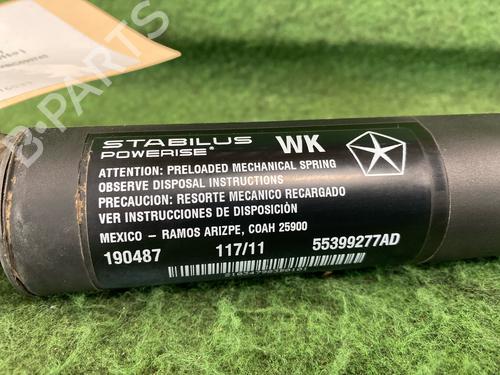 B-PARTS
STABILUS WK
POWERISE
ATTENTION: PRELOADED MECHANICAL SPRING
OBSERVE DISPOSAL INSTRUCTIONS
PRECAUCION: RESORTE MECANICO RECARGADO
VER INSTRUCCIONES DE DISPOSICIÓN
MEXICO – RAMOS ARIZPE, COAH 25900
190487 117/11 55399277AD